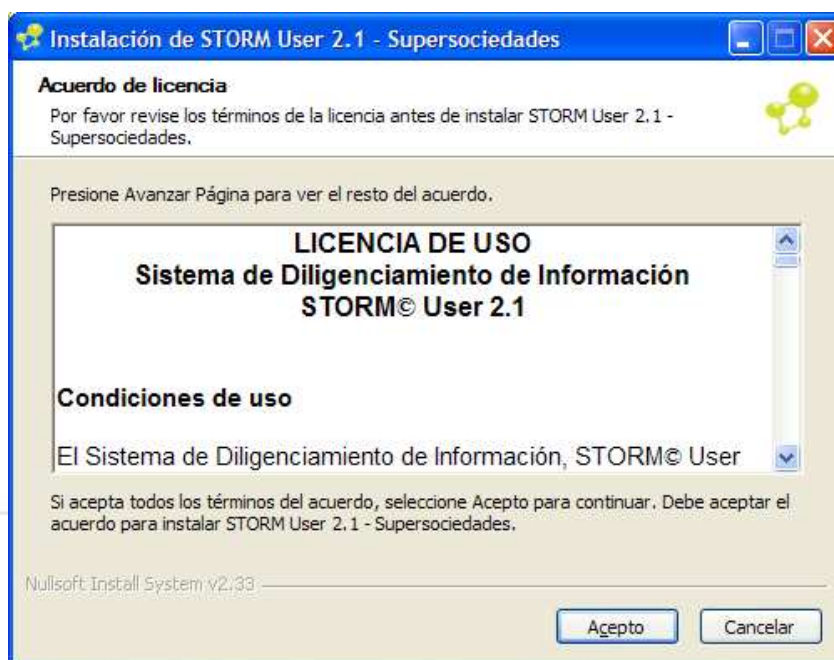 Instalación de STORM User 2.1 - Supersociedades
Acuerdo de licencia
Por favor revise los términos de la licencia antes de instalar STORM User 2.1 -
Supersociedades.
Presione Avanzar Página para ver el resto del acuerdo.
LICENCIA DE USO
Sistema de Diligenciamiento de Información
STORM© User 2.1
Condiciones de uso
El Sistema de Diligenciamiento de Información, STORM© User
Si acepta todos los términos del acuerdo, seleccione Acepto para continuar. Debe aceptar el
acuerdo para instalar STORM User 2.1 - Supersociedades.
Nullsoft Install System v2.33
Acepto
Cancelar